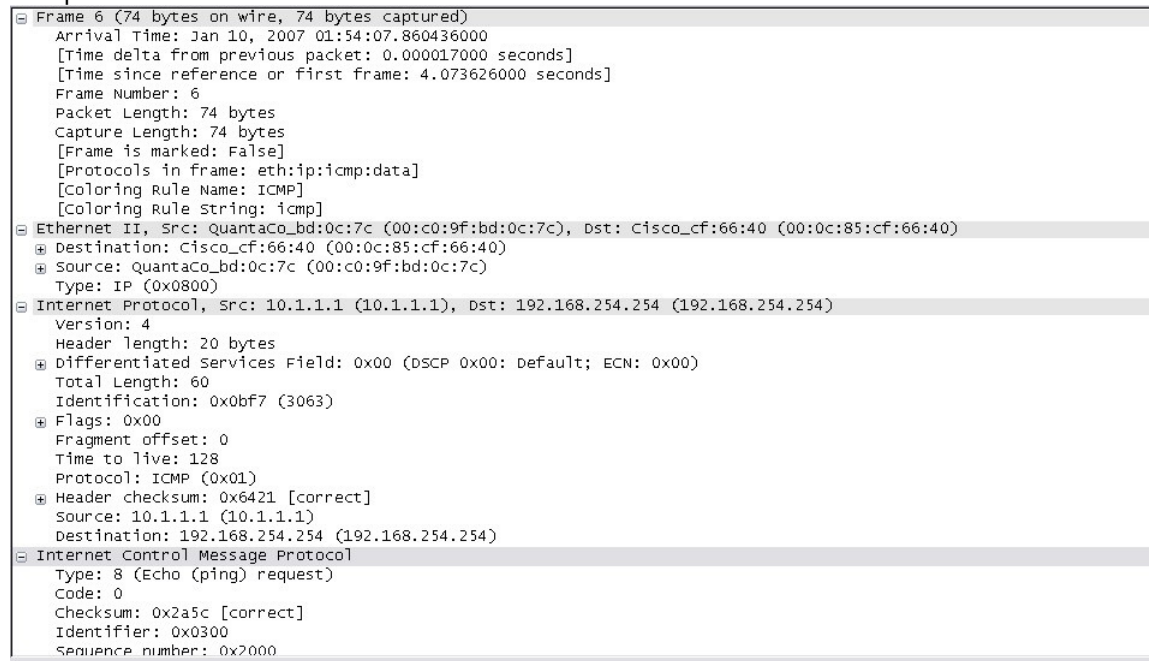 Frame 6 (74 bytes on wire, 74 bytes captured)
Arrival Time: Jan 10, 2007 01:54:07.860436000
[Time delta from previous packet: 0.000017000 seconds]
[Time since reference or first frame: 4.073626000 seconds]
Frame Number: 6
Packet Length: 74 bytes
Capture Length: 74 bytes
[Frame is marked: False]
[Protocols in frame: eth:ip:icmp:data]
[Coloring Rule Name: ICMP]
[Coloring Rule String: icmp]
Ethernet II, Src: QuantaCo_bd:0c:7c (00:c0:9f:bd:0c:7c), Dst: Cisco_cf:66:40 (00:0c:85:cf:66:40)
Destination: Cisco_cf:66:40 (00:0c:85:cf:66:40)
Source: QuantaCo_bd:0c:7c (00:c0:9f:bd:0c:7c)
Type: IP (0x0800)
Internet Protocol, Src: 10.1.1.1 (10.1.1.1), Dst: 192.168.254.254 (192.168.254.254)
Version: 4
Header length: 20 bytes
Differentiated Services Field: 0x00 (DSCP 0x00: Default; ECN: 0x00)
Total Length: 60
Identification: 0x0bf7 (3063)
Flags: 0x00
Fragment offset: 0
Time to live: 128
Protocol: ICMP (0x01)
Header checksum: 0x6421 [correct]
Source: 10.1.1.1 (10.1.1.1)
Destination: 192.168.254.254 (192.168.254.254)
Internet Control Message Protocol
Type: 8 (Echo (ping) request)
Code: 0
Checksum: 0x2a5c [correct]
Identifier: 0x0300
Sequence number: 0x2000